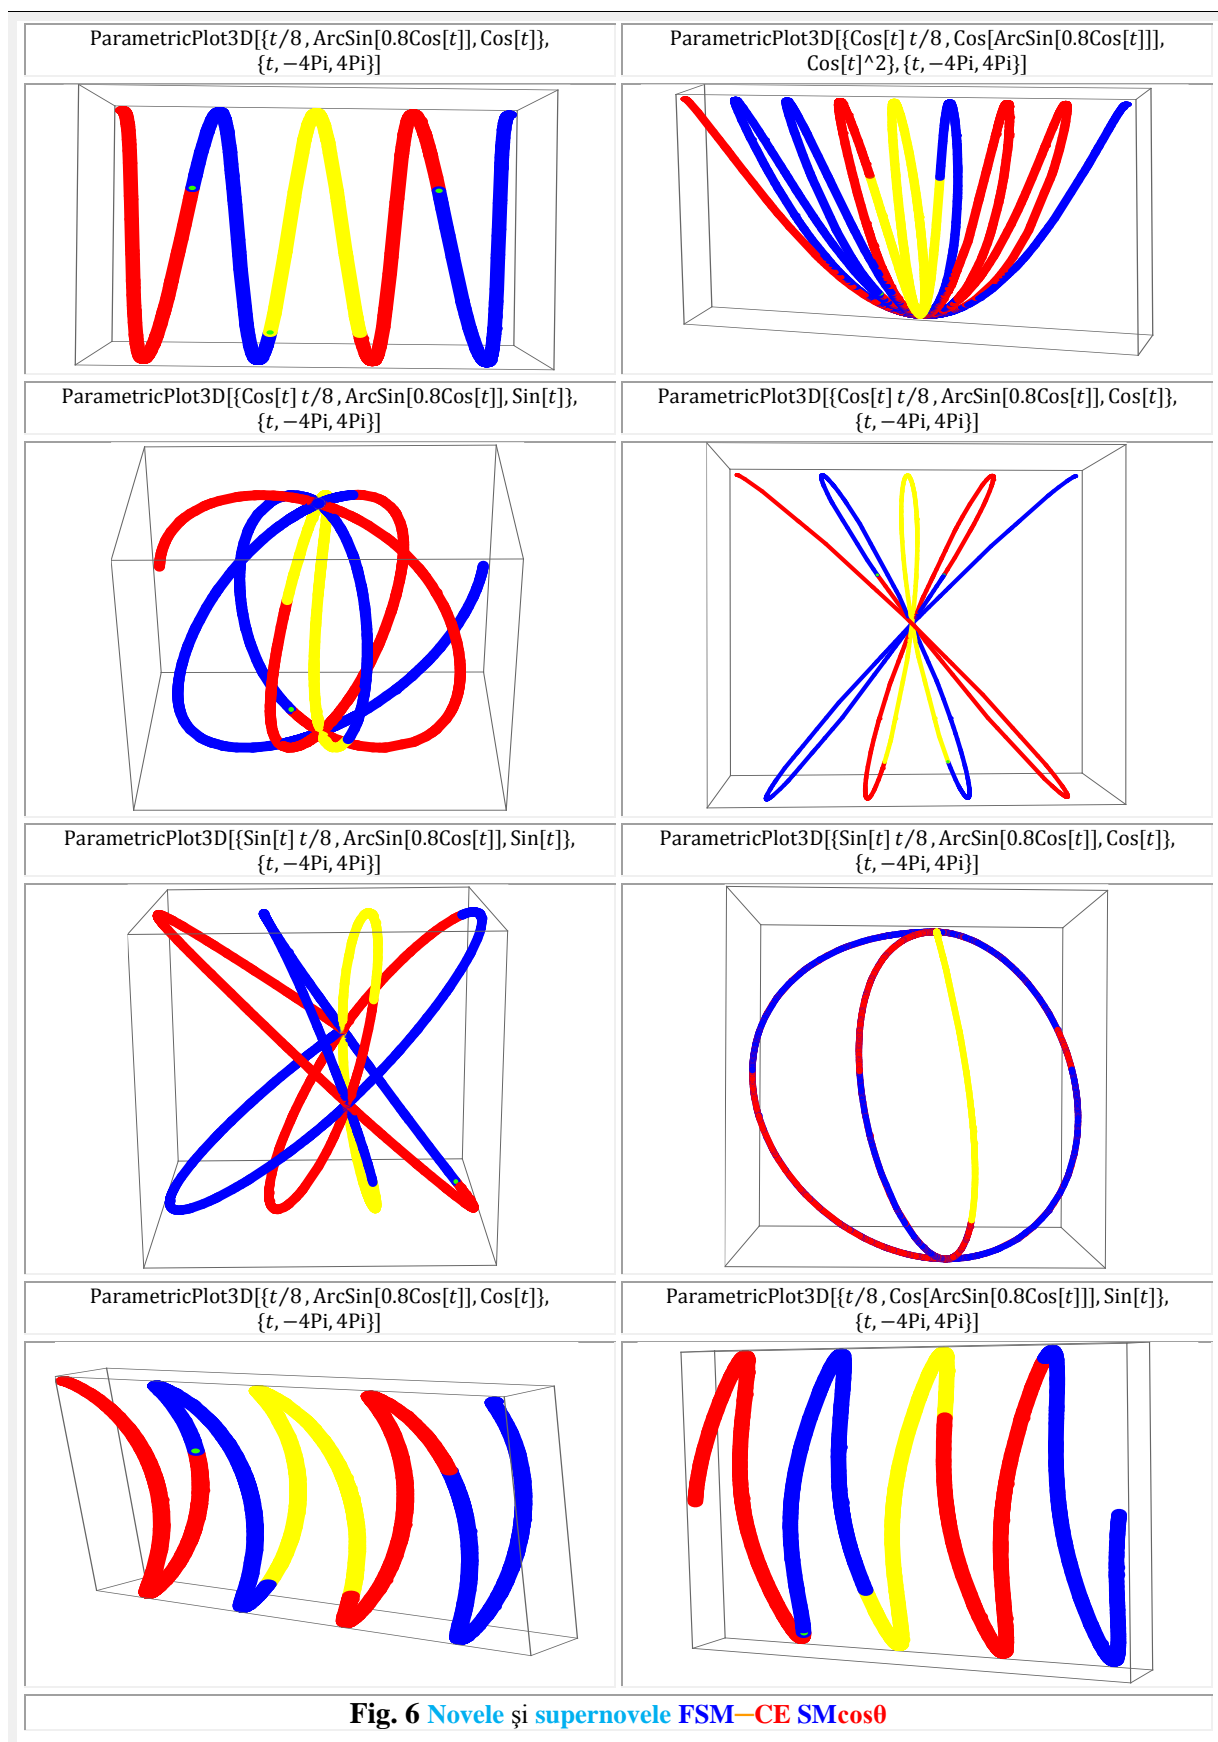 ParametricPlot3D[{t/8 , ArcSin[0.8Cos[t]], Cos[t]},
{t, −4Pi, 4Pi}]
ParametricPlot3D[{Cos[t] t/8 , Cos[ArcSin[0.8Cos[t]]],
Cos[t]^2}, {t, −4Pi, 4Pi}]
ParametricPlot3D[{Cos[t] t/8 , ArcSin[0.8Cos[t]], Sin[t]},
{t, −4Pi, 4Pi}]
ParametricPlot3D[{Cos[t] t/8 , ArcSin[0.8Cos[t]], Cos[t]},
{t, −4Pi, 4Pi}]
ParametricPlot3D[{Sin[t] t/8 , ArcSin[0.8Cos[t]], Sin[t]},
{t, −4Pi, 4Pi}]
ParametricPlot3D[{Sin[t] t/8 , ArcSin[0.8Cos[t]], Cos[t]},
{t, −4Pi, 4Pi}]
ParametricPlot3D[{t/8 , ArcSin[0.8Cos[t]], Cos[t]},
{t, −4Pi, 4Pi}]
ParametricPlot3D[{t/8 , Cos[ArcSin[0.8Cos[t]]], Sin[t]},
{t, −4Pi, 4Pi}]
Fig. 6 Novele şi supernovele FSM—CE SMcosθ